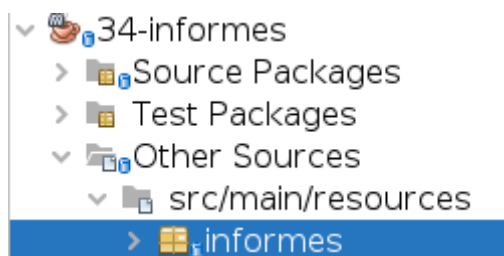 34-informes
Source Packages
Test Packages
Other Sources
src/main/resources
informes